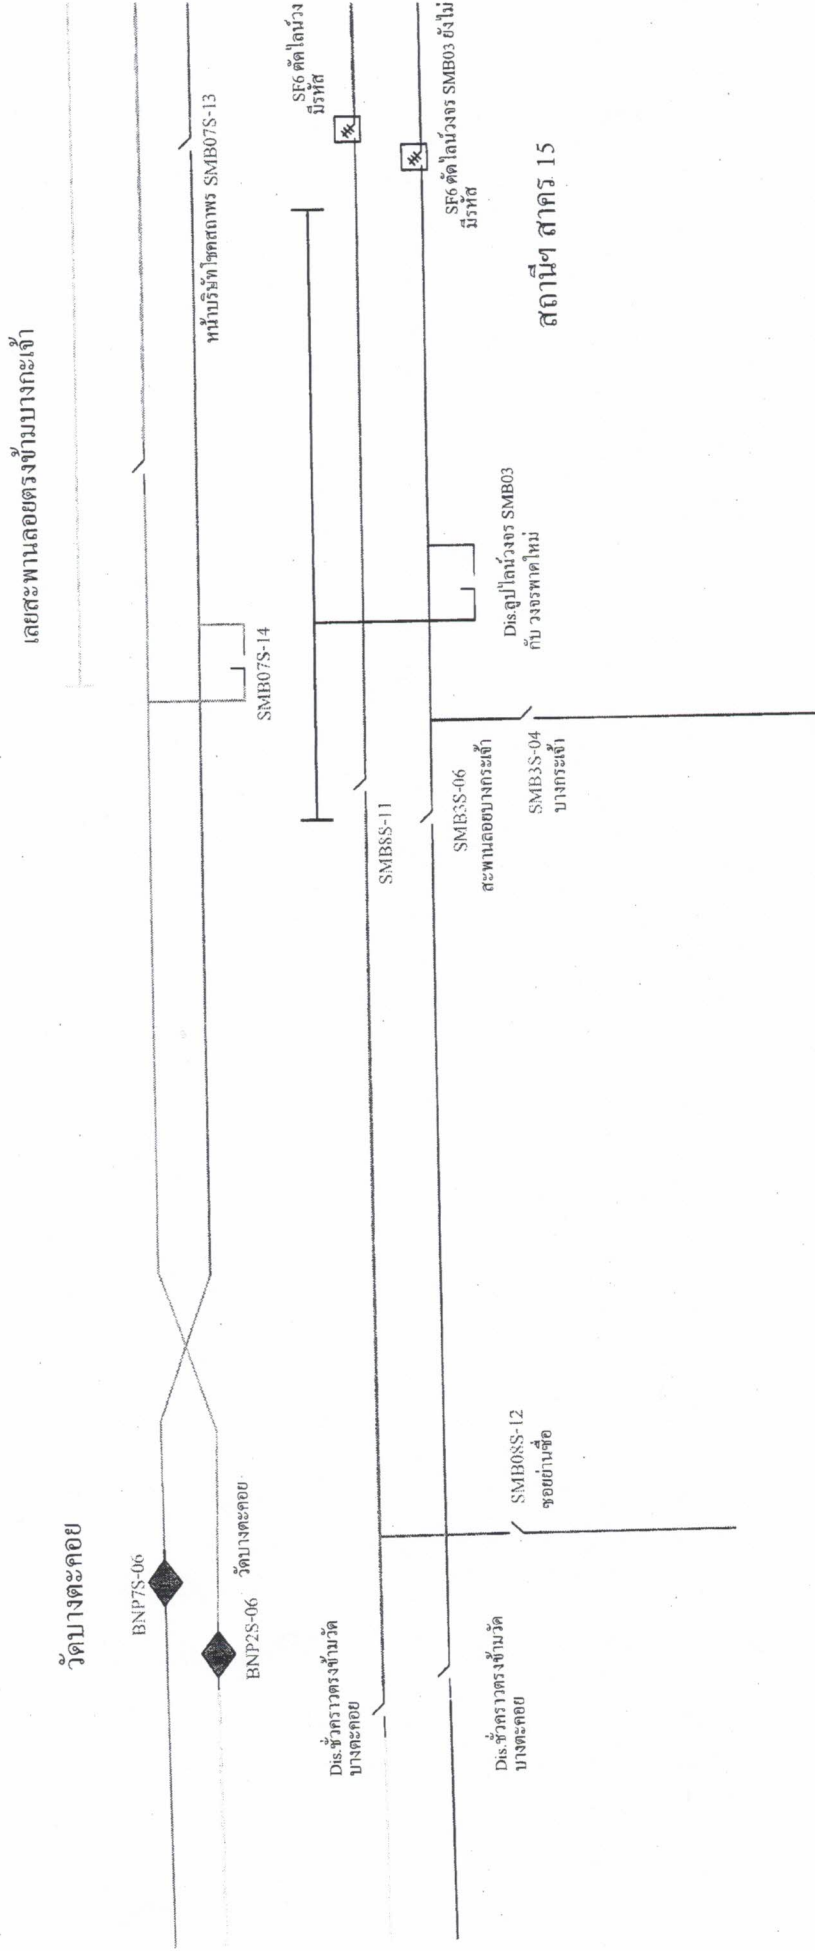 เลยสะพานลอยตรงข้ามบางกะเจ้า
วัดบางตะคอย
BNP7S-06
BNP2S-06
วัดบางตะคอย
SMB07S-14
หน้าบริษัทโชคสถาพร SMB07S-13
SF6 ตัดไลน์วง
มีรหัส
SF6 ตัดไลน์วงจร SMB03 ยังไม่
มีรหัส
สถานีฯ สาคร 15
SMB8S-11
Dis.ลูปไลน์วงจร SMB03
กับ วงจรพาดใหม่
SMB3S-06
สะพานลอยบางกระเจ้า
SMB3S-04
บางกระเจ้า
Dis.ชั่วคราวตรงข้ามวัด
บางตะคอย
SMB08S-12
ซอยย่านซื่อ
Dis.ชั่วคราวตรงข้ามวัด
บางตะคอย